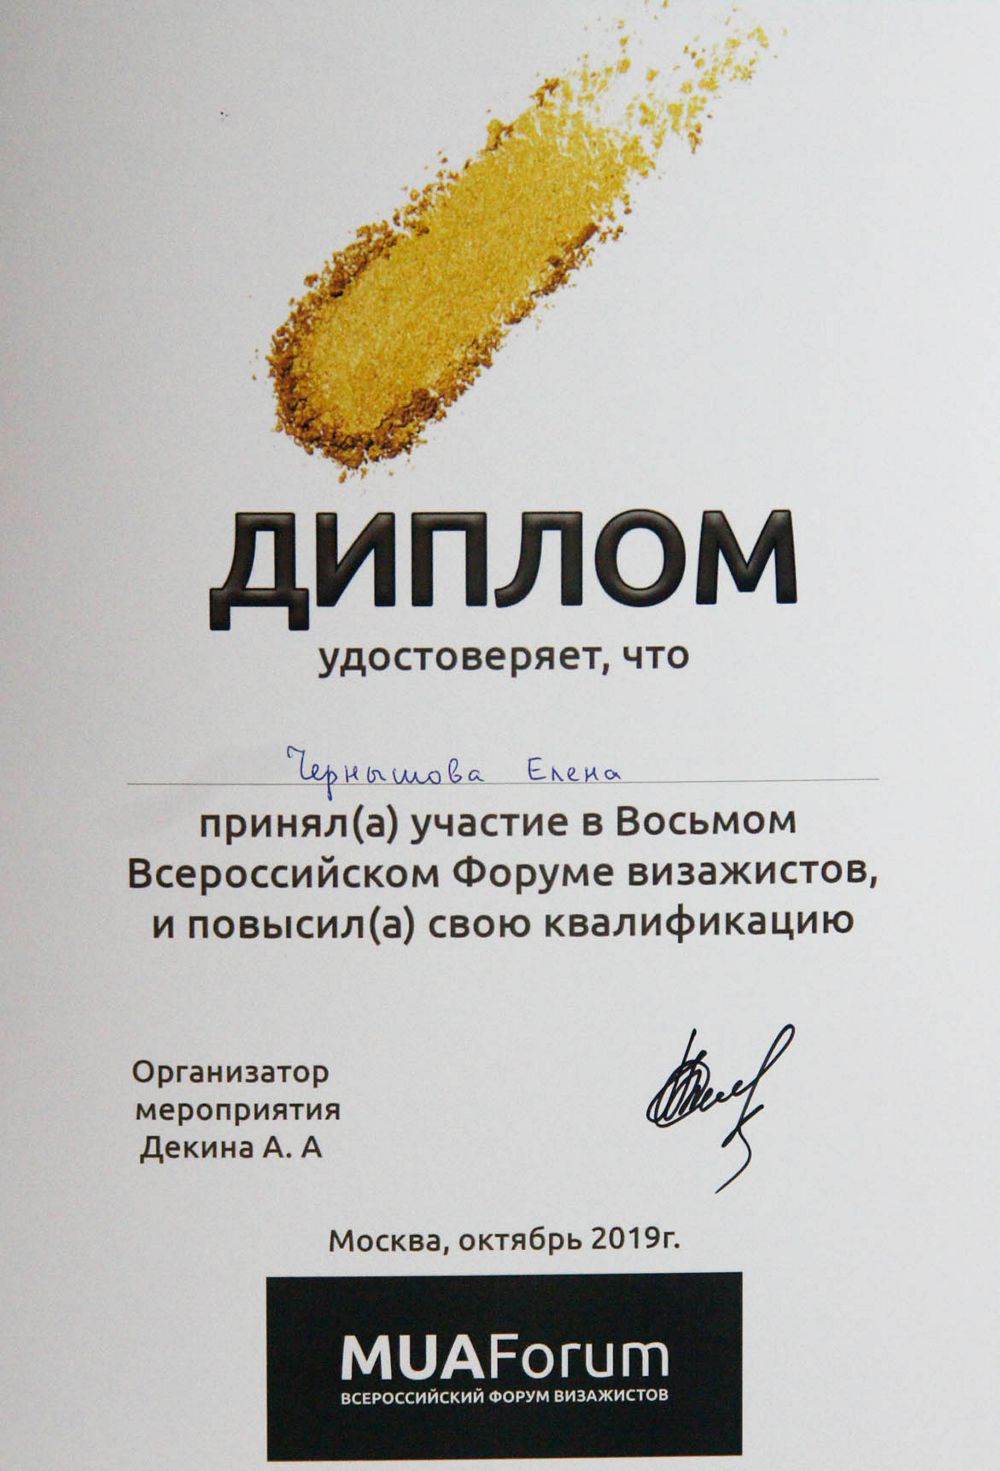 ДИПЛОМ
удостоверяет, что
Чернышова Елена
принял(а) участие в Восьмом
Всероссийском Форуме визажистов,
и повысил(а) свою квалификацию
Организатор
мероприятия
Декина А. А
Москва, октябрь 2019г.
MUAForum
ВСЕРОССИЙСКИЙ ФОРУМ ВИЗАЖИСТОВ